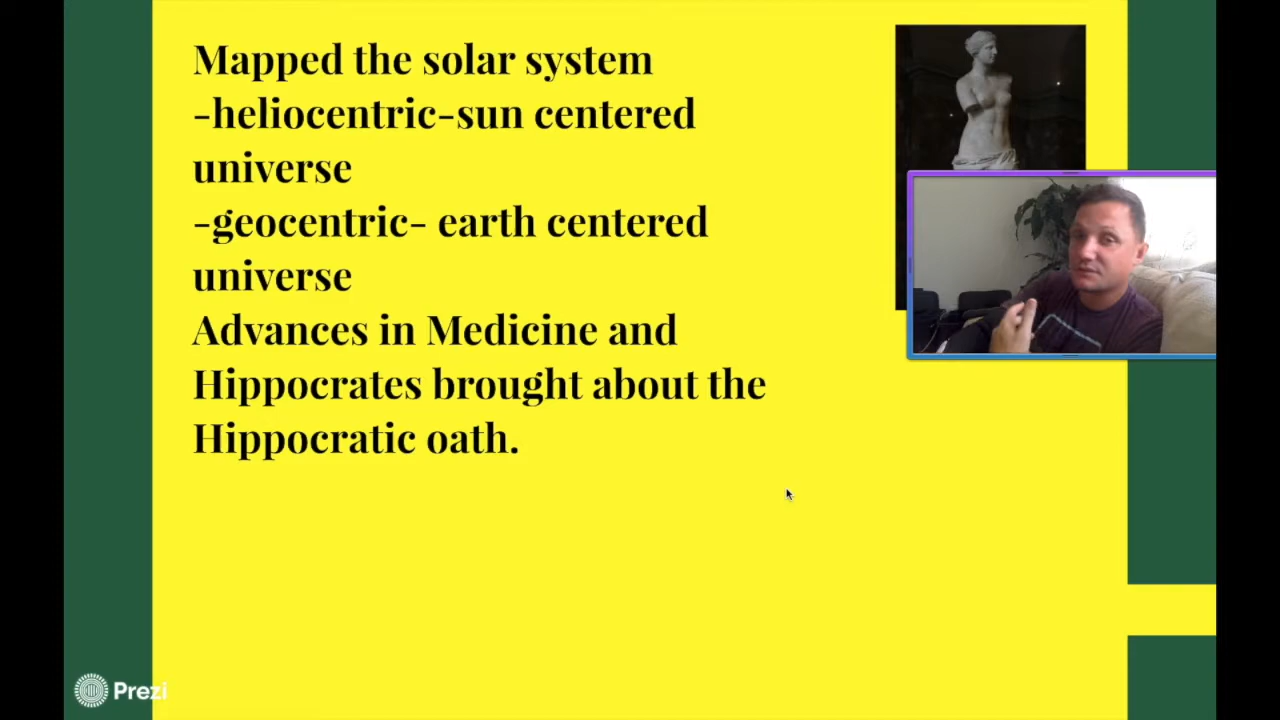 Mapped the solar system
-heliocentric-sun centered
universe
-geocentric- earth centered
universe
Advances in Medicine and
Hippocrates brought about the
Hippocratic oath.
Prezi